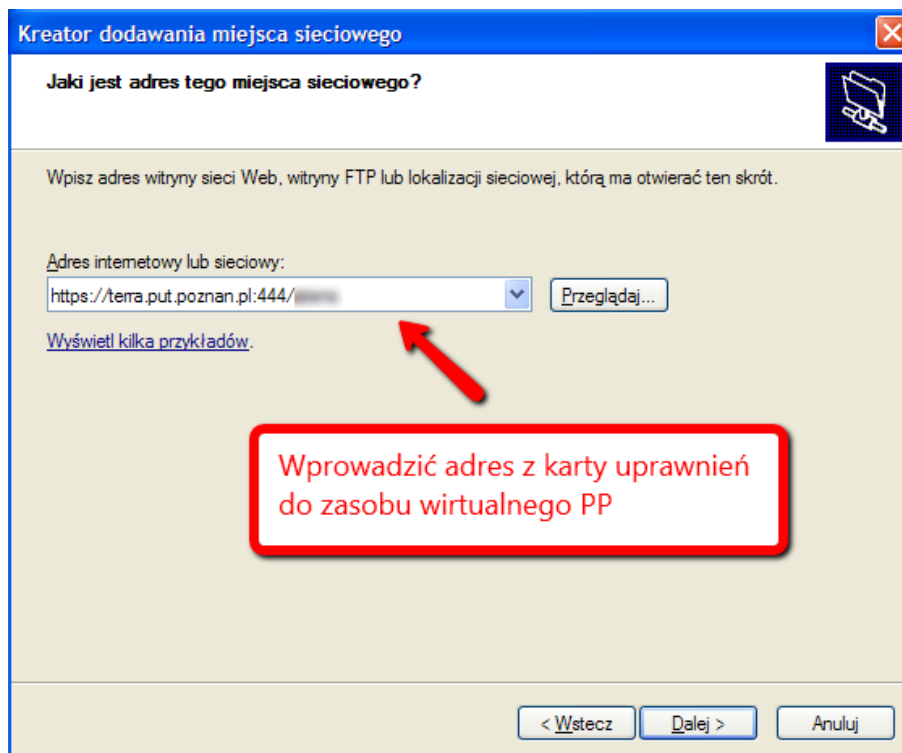 Kreator dodawania miejsca sieciowego
Jaki jest adres tego miejsca sieciowego?
Wpisz adres witryny sieci Web, witryny FTP lub lokalizacji sieciowej, którą ma otwierać ten skrót.
Adres internetowy lub sieciowy:
https://terra.put.poznan.pl:444/
Przeglądaj...
Wyświetl kilka przykładów.
Wprowadzić adres z karty uprawnień
do zasobu wirtualnego PP
< Wstecz
Dalej >
Anuluj